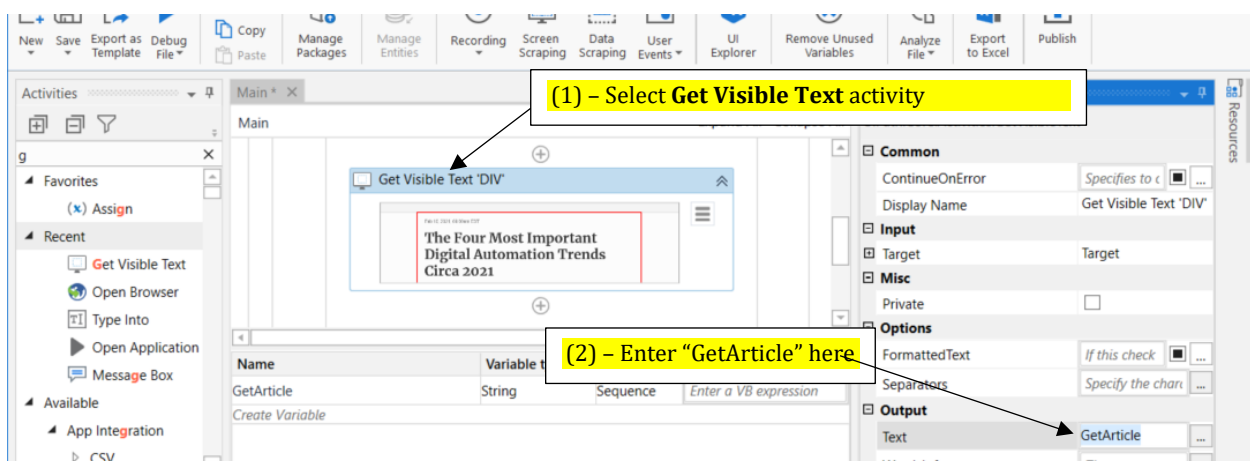 New Save Export as Template Debug File Copy Paste Manage Packages Manage Entities Recording Screen Scraping Data Scraping User Events UI Explorer Remove Unused Variables Analyze File Export to Excel Publish
Activities
Main *
(1) – Select Get Visible Text activity
Resources
Main
g
Favorites
(x) Assign
Recent
Get Visible Text
Open Browser
Type Into
Open Application
Message Box
Available
App Integration
CSV
Get Visible Text 'DIV'
The Four Most Important
Digital Automation Trends
Circa 2021
(2) – Enter “GetArticle” here
Name Variable t
GetArticle String Sequence Enter a VB expression
Create Variable
Common
ContinueOnError Specifies to c ...
Display Name Get Visible Text 'DIV'
Input
Target Target
Misc
Private
Options
FormattedText If this check ...
Separators Specify the chara ...
Output
Text GetArticle ...